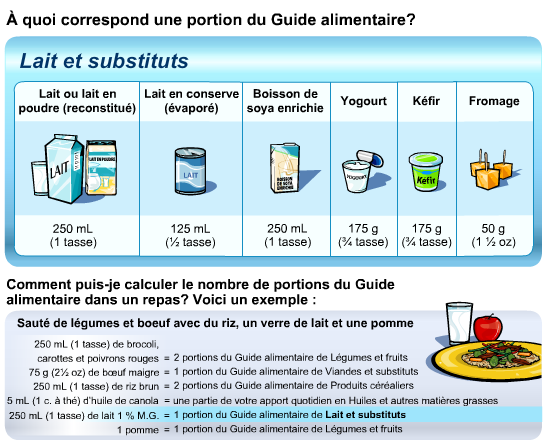 À quoi correspond une portion du Guide alimentaire?
Lait et substituts
Lait ou lait en
poudre (reconstitué)
Lait en conserve
(évaporé)
Boisson de
soya enrichie
Yogourt
Kéfir
Fromage
LAIT
LAIT EN POUDRE
LAIT
BOISSON
DE SOYA
ENRICHIE
YOGOURT
Kéfir
250 mL
(1 tasse)
125 mL
(½ tasse)
250 mL
(1 tasse)
175 g
(¾ tasse)
175 g
(¾ tasse)
50 g
(1 ½ oz)
Comment puis-je calculer le nombre de portions du Guide
alimentaire dans un repas? Voici un exemple :
Sauté de légumes et boeuf avec du riz, un verre de lait et une pomme
250 mL (1 tasse) de brocoli,
carottes et poivrons rouges = 2 portions du Guide alimentaire de Légumes et fruits
75 g (2½ oz) de bœuf maigre = 1 portion du Guide alimentaire de Viandes et substituts
250 mL (1 tasse) de riz brun = 2 portions du Guide alimentaire de Produits céréaliers
5 mL (1 c. à thé) d'huile de canola = une partie de votre apport quotidien en Huiles et autres matières grasses
250 mL (1 tasse) de lait 1 % M.G. = 1 portion du Guide alimentaire de Lait et substituts
1 pomme = 1 portion du Guide alimentaire de Légumes et fruits